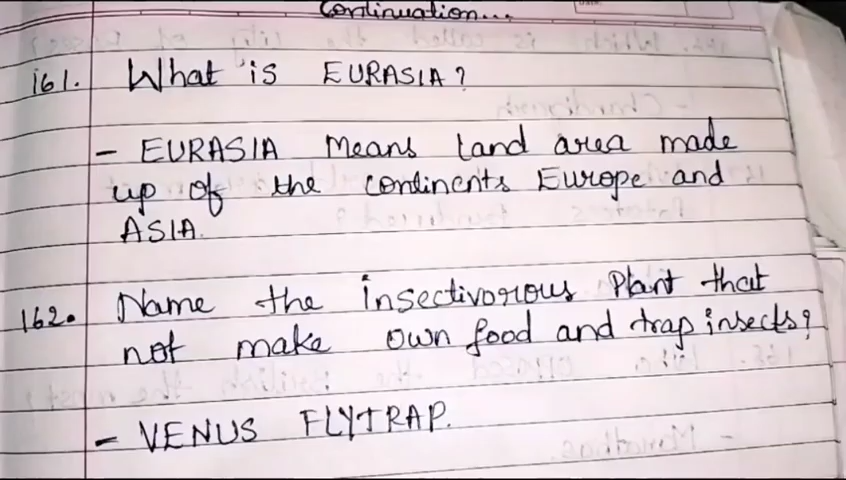 Continuation...
161. What is EURASIA?
- EURASIA Means land area made
up of the continents Europe and
ASIA.
162. Name the insectivorous Plant that
not make own food and trap insects?
- VENUS FLYTRAP.